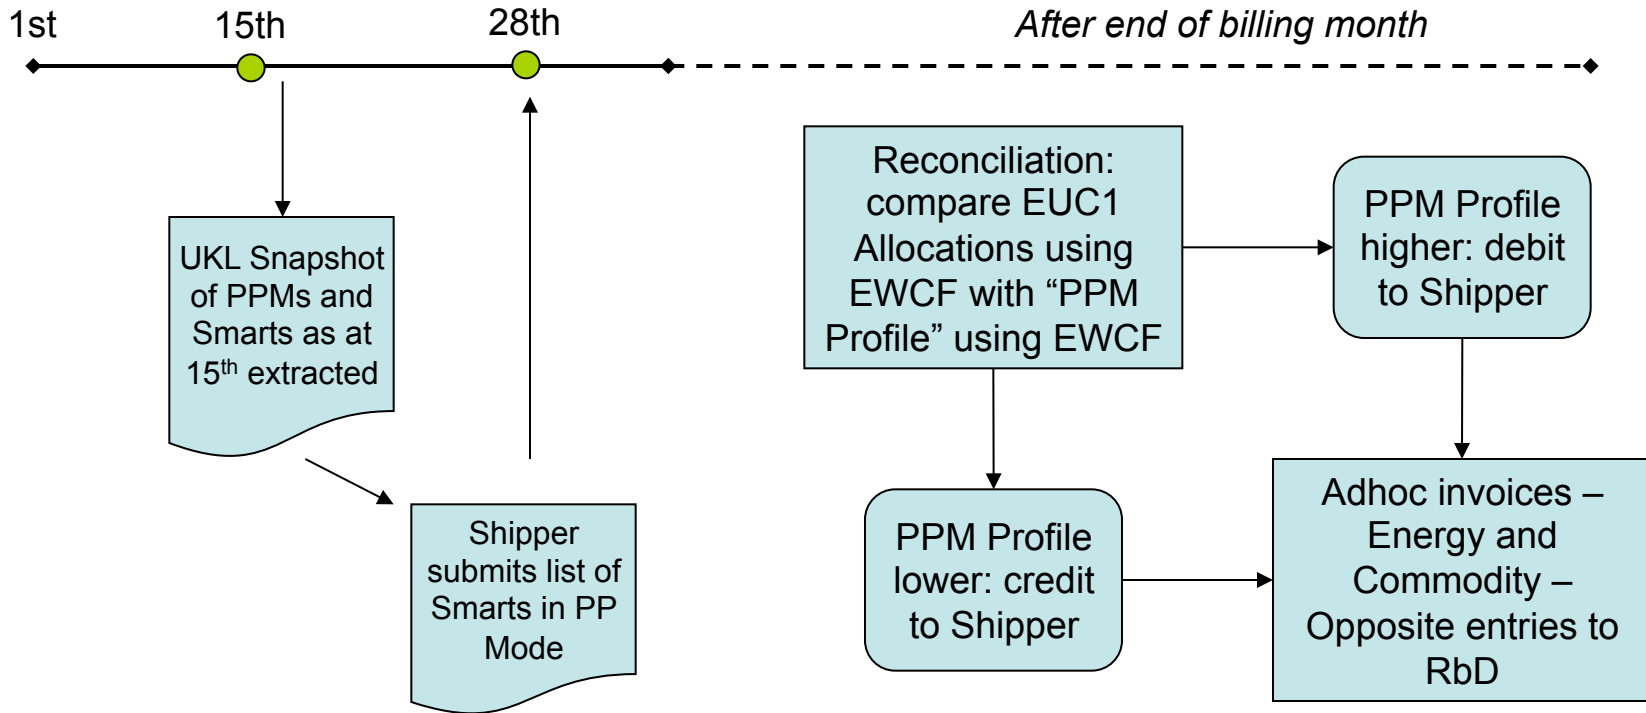 1st
15th
28th
After end of billing month
UKL Snapshot
of PPMs and
Smarts as at
15th extracted
Shipper
submits list of
Smarts in PP
Mode
Reconciliation:
compare EUC1
Allocations using
EWCF with “PPM
Profile” using EWCF
PPM Profile
higher: debit
to Shipper
PPM Profile
lower: credit
to Shipper
Adhoc invoices –
Energy and
Commodity –
Opposite entries to
RbD